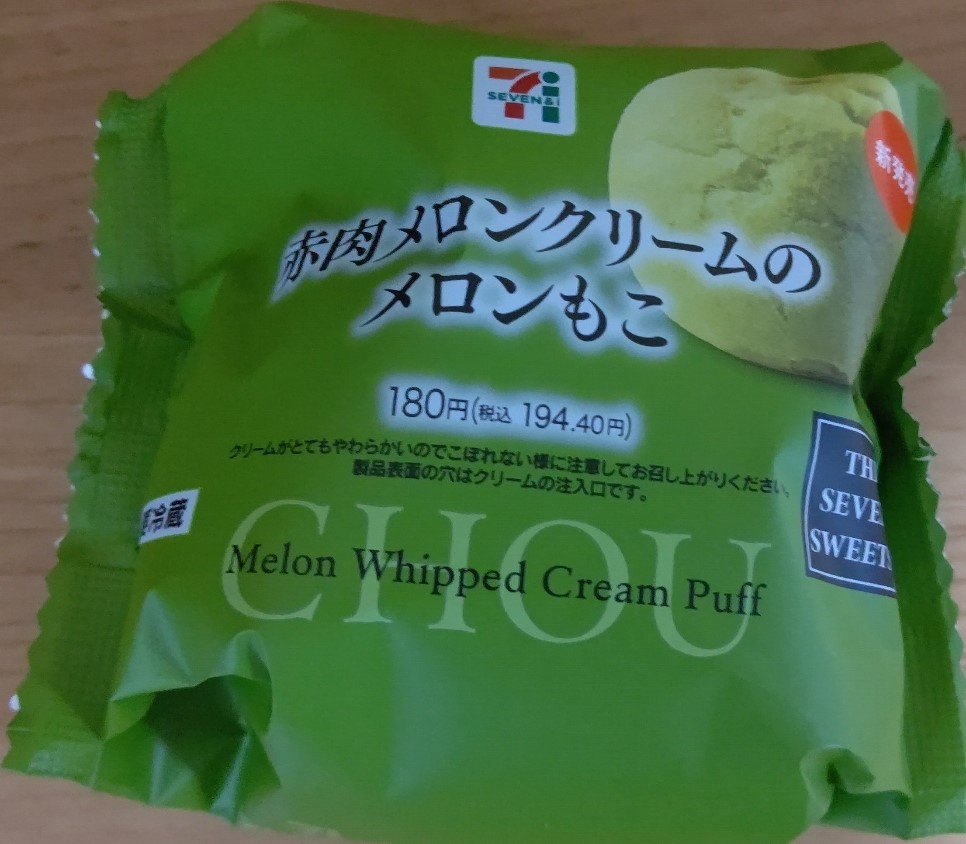 SEVEN&i
新発売
赤肉メロンクリームの
メロンもこ
180円(税込 194.40円)
クリームがとてもやわらかいのでこぼれない様に注意してお召し上がりください。
製品表面の穴はクリームの注入口です。
冷蔵
THE
SEVEN
SWEETS
CHOU
Melon Whipped Cream Puff